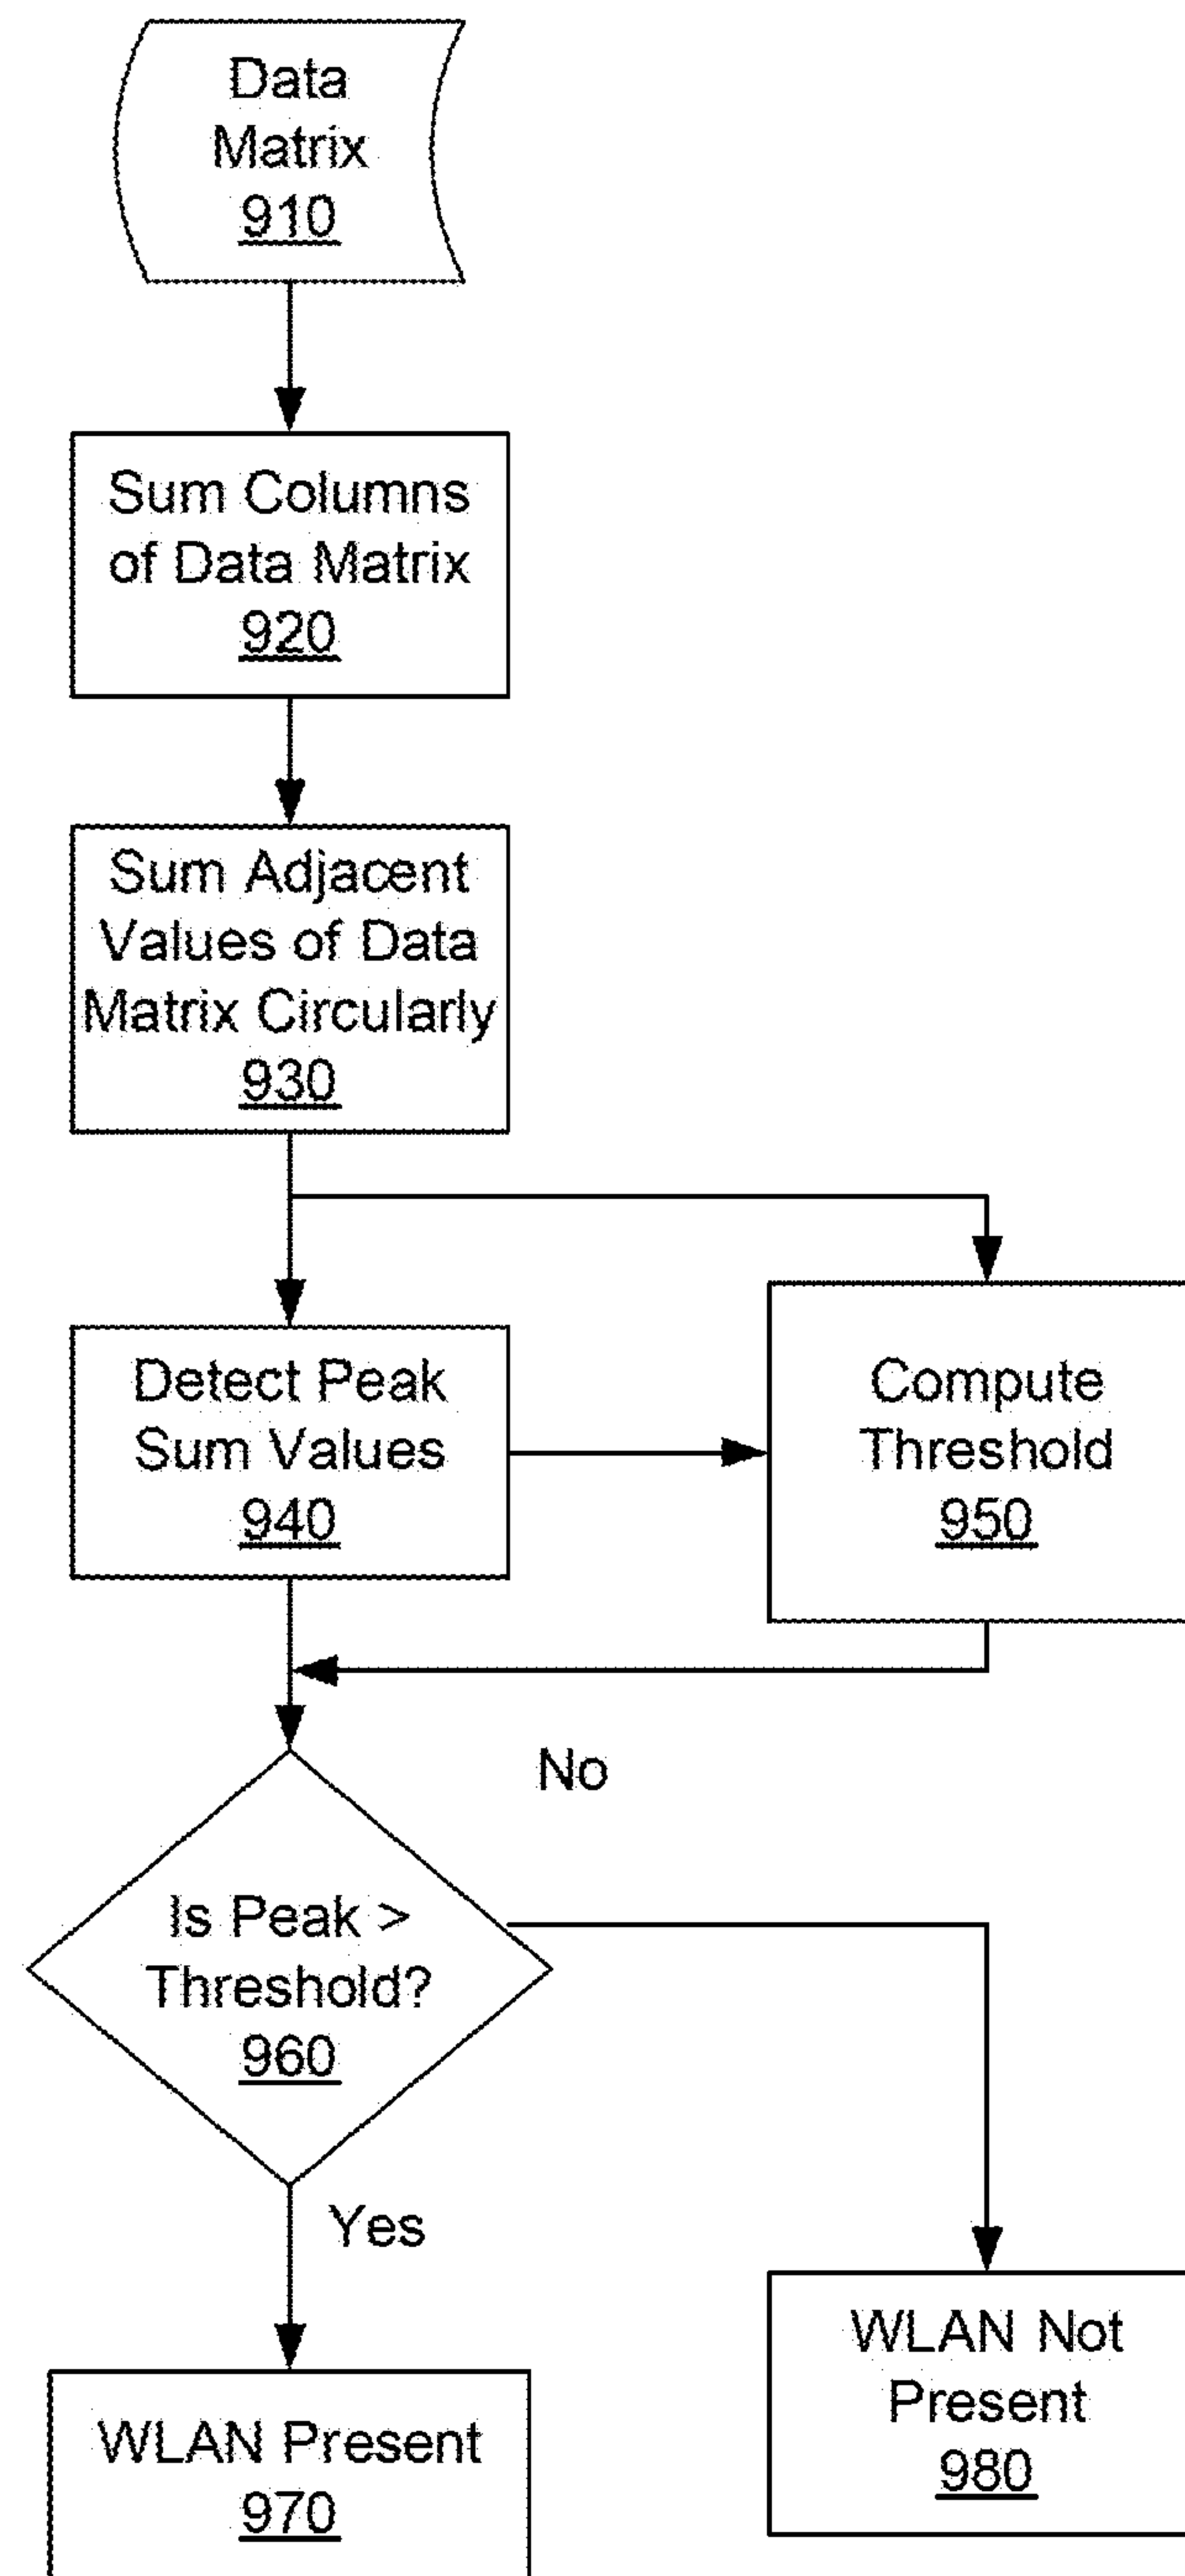 Data
Matrix
910
Sum Columns
of Data Matrix
920
Sum Adjacent
Values of Data
Matrix Circularly
930
Detect Peak
Sum Values
940
Compute
Threshold
950
No
Is Peak >
Threshold?
960
Yes
WLAN Not
Present
980
WLAN Present
970